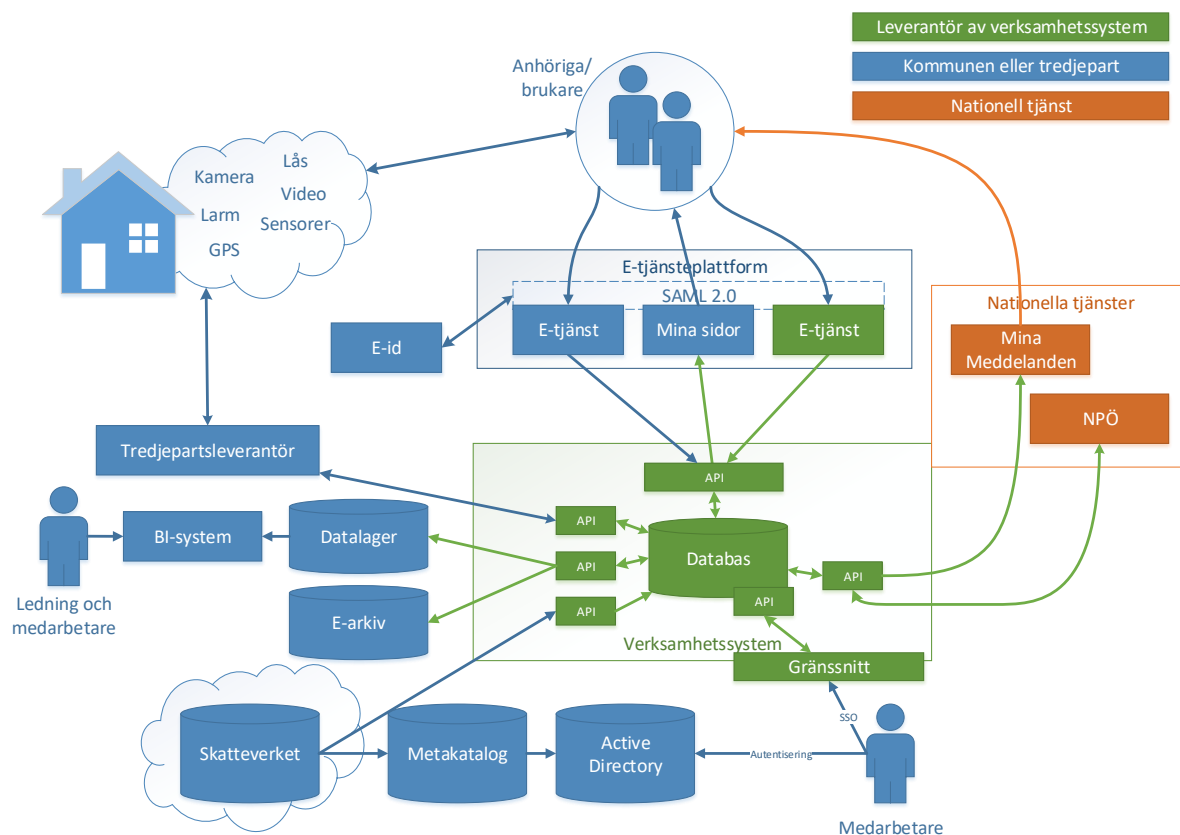 Leverantör av verksamhetssystem
Kommunen eller tredjepart
Nationell tjänst
Anhöriga/
brukare
Kamera
Lås
Video
Larm
Sensorer
GPS
E-tjänsteplattform
SAML 2.0
E-tjänst
Mina sidor
E-tjänst
E-id
Nationella tjänster
Mina
Meddelanden
NPÖ
Tredjepartsleverantör
API
API
API
API
API
API
Databas
BI-system
Datalager
E-arkiv
Ledning och
medarbetare
Verksamhetssystem
Gränssnitt
SSO
Skatteverket
Metakatalog
Active
Directory
Autentisering
Medarbetare